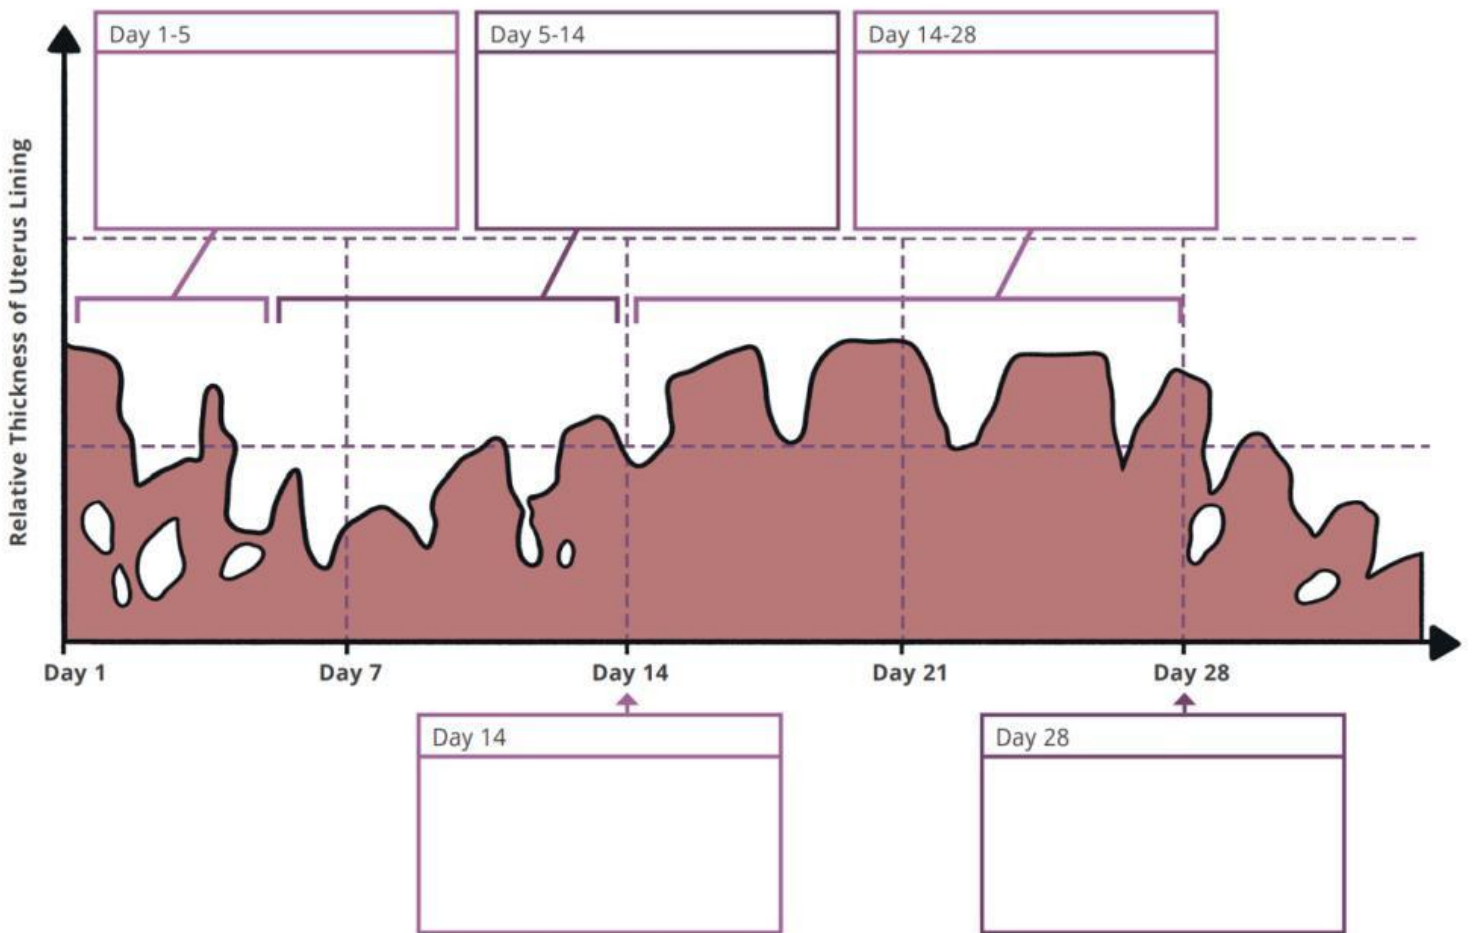 Day 1-5
Day 5-14
Day 14-28
Relative Thickness of Uterus Lining
Day 1
Day 7
Day 14
Day 21
Day 28
Day 14
Day 28